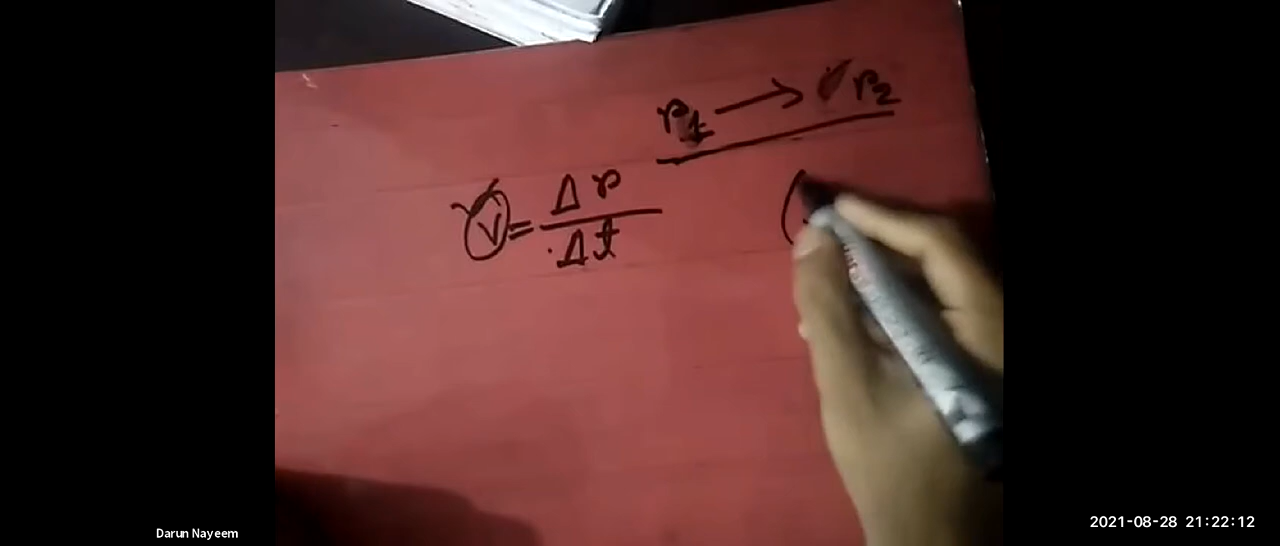 r₁ → r₂
V = Δr / Δt
Darun Nayeem
2021-08-28 21:22:12